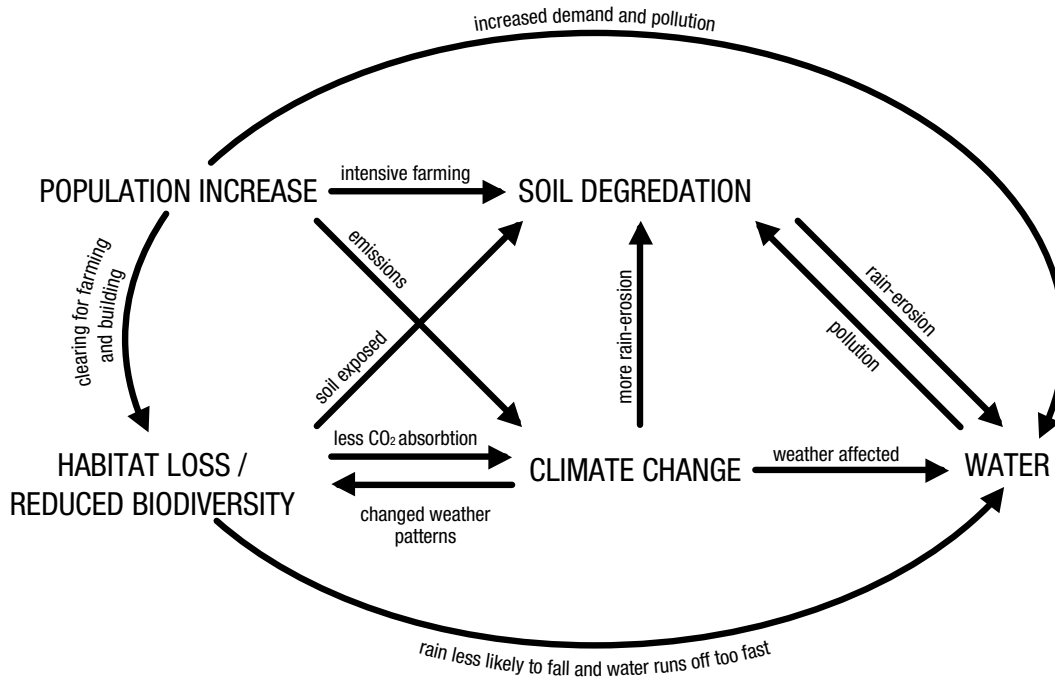 increased demand and pollution
POPULATION INCREASE
intensive farming
SOIL DEGREDATION
emissions
clearing for farming
and building
soil exposed
more rain-erosion
rain-erosion
pollution
HABITAT LOSS /
REDUCED BIODIVERSITY
less CO₂ absorbtion
changed weather
patterns
CLIMATE CHANGE
weather affected
WATER
rain less likely to fall and water runs off too fast